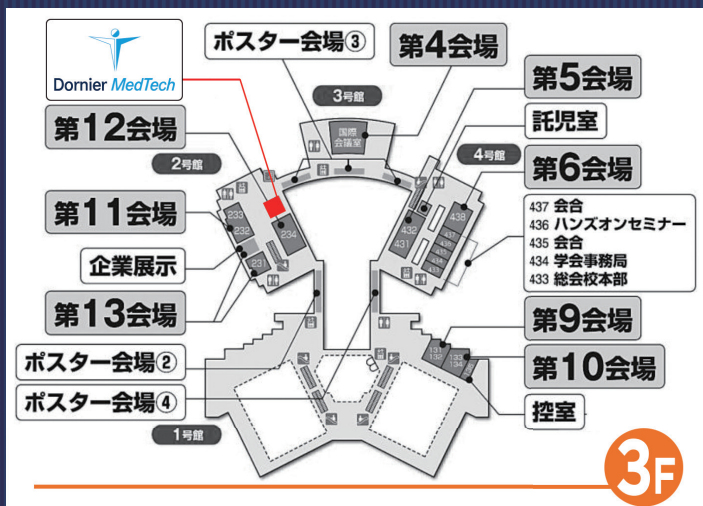 Dornier MedTech
ポスター会場③
第4会場
3号館
国際
会議室
第5会場
託児室
第12会場
2号館
4号館
第6会場
437 会合
436 ハンズオンセミナー
435 会合
434 学会事務局
433 総会校本部
第11会場
233
232
234
231
企業展示
第13会場
438
432
431
437
436
435
434
433
ポスター会場②
ポスター会場④
1号館
第9会場
131
132
133
134
第10会場
控室
3F